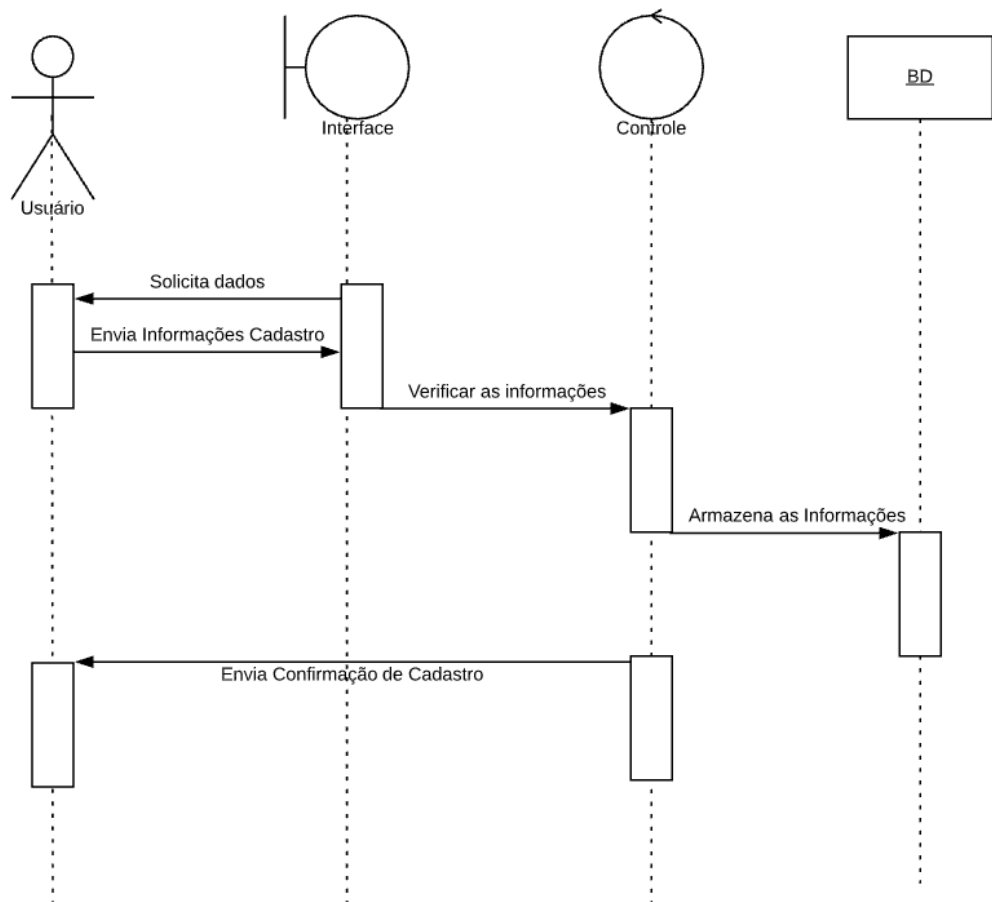 BD
Interface
Controle
Usuário
Solicita dados
Envia Informações Cadastro
Verificar as informações
Armazena as Informações
Envia Confirmação de Cadastro